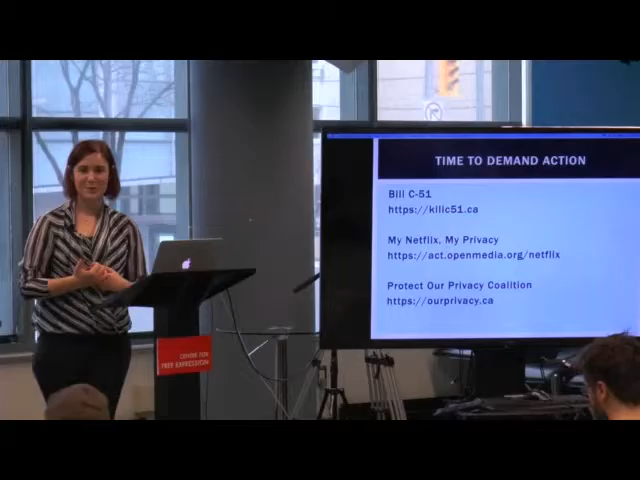 TIME TO DEMAND ACTION
Bill C-51
https://killc51.ca
My Netflix, My Privacy
https://act.openmedia.org/netflix
Protect Our Privacy Coalition
https://ourprivacy.ca
CENTRE FOR
FREE EXPRESSION